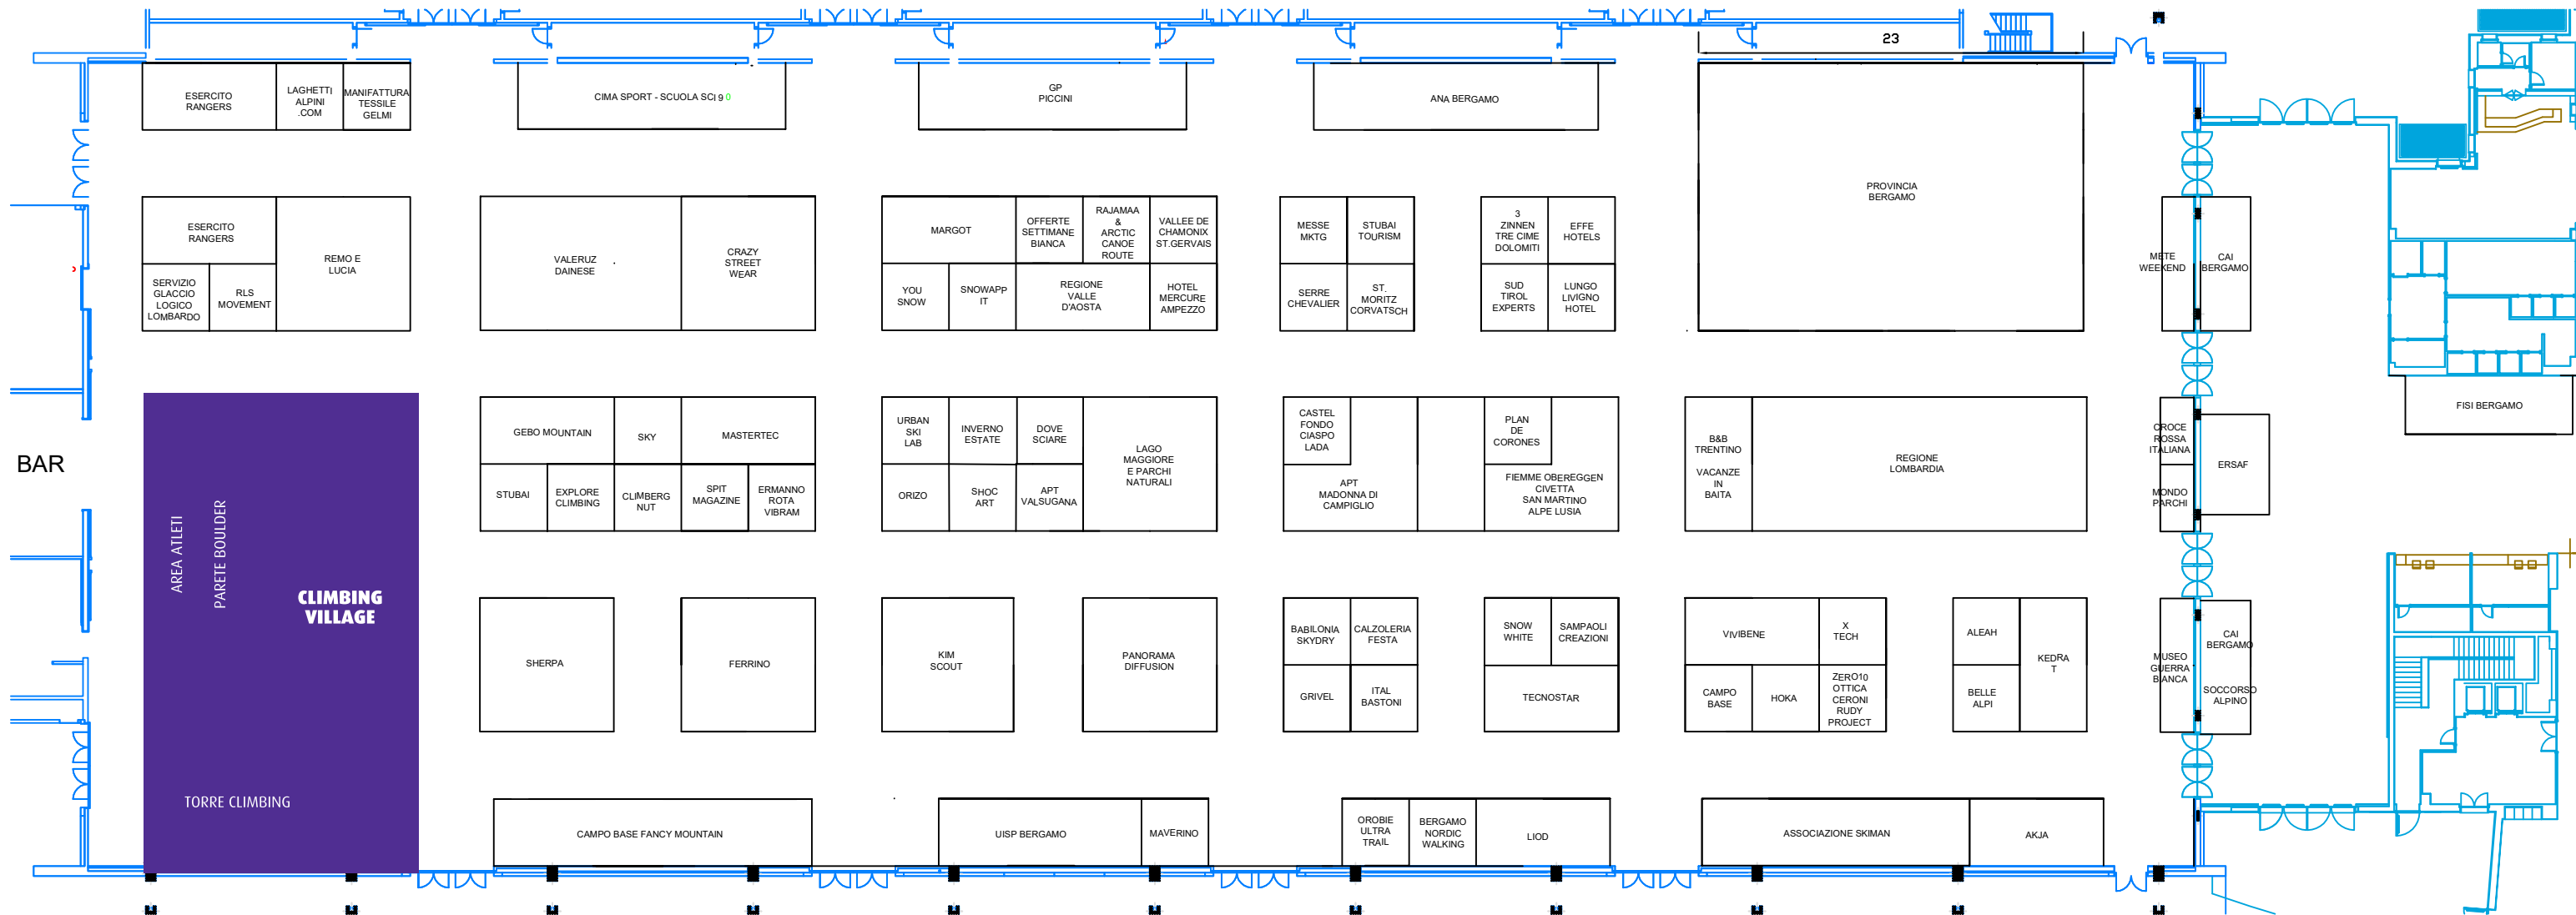 23
ESERCITO
RANGERS
LAGHETTI
ALPINI
.COM
MANIFATTURA
TESSILE
GELMI
CIMA SPORT - SCUOLA SCI 90
GP
PICCINI
ANA BERGAMO
PROVINCIA
BERGAMO
ESERCITO
RANGERS
SERVIZIO
GLACCIO
LOGICO
LOMBARDO
RLS
MOVEMENT
REMO E
LUCIA
VALERUZ
DAINESE
CRAZY
STREET
WEAR
MARGOT
OFFERTE
SETTIMANE
BIANCA
RAJAMAA
&
ARCTIC
CANOE
ROUTE
VALLEE DE
CHAMONIX
ST.GERVAIS
YOU
SNOW
SNOWAPP
IT
REGIONE
VALLE
D'AOSTA
HOTEL
MERCURE
AMPEZZO
MESSE
MKTG
STUBAI
TOURISM
SERRE
CHEVALIER
ST.
MORITZ
CORVATSCH
3
ZINNEN
TRE CIME
DOLOMITI
EFFE
HOTELS
SUD
TIROL
EXPERTS
LUNGO
LIVIGNO
HOTEL
METE
WEEKEND
CAI
BERGAMO
FISI BERGAMO
BAR
AREA ATLETI
PARETE BOULDER
CLIMBING
VILLAGE
TORRE CLIMBING
GEBO MOUNTAIN
SKY
MASTERTEC
STUBAI
EXPLORE
CLIMBING
CLIMBERG
NUT
SPIT
MAGAZINE
ERMANNO
ROTA
VIBRAM
URBAN
SKI
LAB
INVERNO
ESTATE
DOVE
SCIARE
LAGO
MAGGIORE
E PARCHI
NATURALI
ORIZO
SHOC
ART
APT
VALSUGANA
CASTEL
FONDO
CIASPO
LADA
APT
MADONNA DI
CAMPIGLIO
PLAN
DE
CORONES
FIEMME OBEREGGEN
CIVETTA
SAN MARTINO
ALPE LUSIA
B&B
TRENTINO
VACANZE
IN
BAITA
REGIONE
LOMBARDIA
CROCE
ROSSA
ITALIANA
MONDO
PARCHI
ERSAF
SHERPA
FERRINO
KIM
SCOUT
PANORAMA
DIFFUSION
BABILONIA
SKYDRY
CALZOLERIA
FESTA
GRIVEL
ITAL
BASTONI
SNOW
WHITE
SAMPAOLI
CREAZIONI
TECNOSTAR
VIVIBENE
X
TECH
CAMPO
BASE
HOKA
ZERO10
OTTICA
CERONI
RUDY
PROJECT
ALEAH
BELLE
ALPI
KEDRA
T
MUSEO
GUERRA
BIANCA
CAI
BERGAMO
SOCCORSO
ALPINO
CAMPO BASE FANCY MOUNTAIN
UISP BERGAMO
MAVERINO
OROBIE
ULTRA
TRAIL
BERGAMO
NORDIC
WALKING
LIOD
ASSOCIAZIONE SKIMAN
AKJA